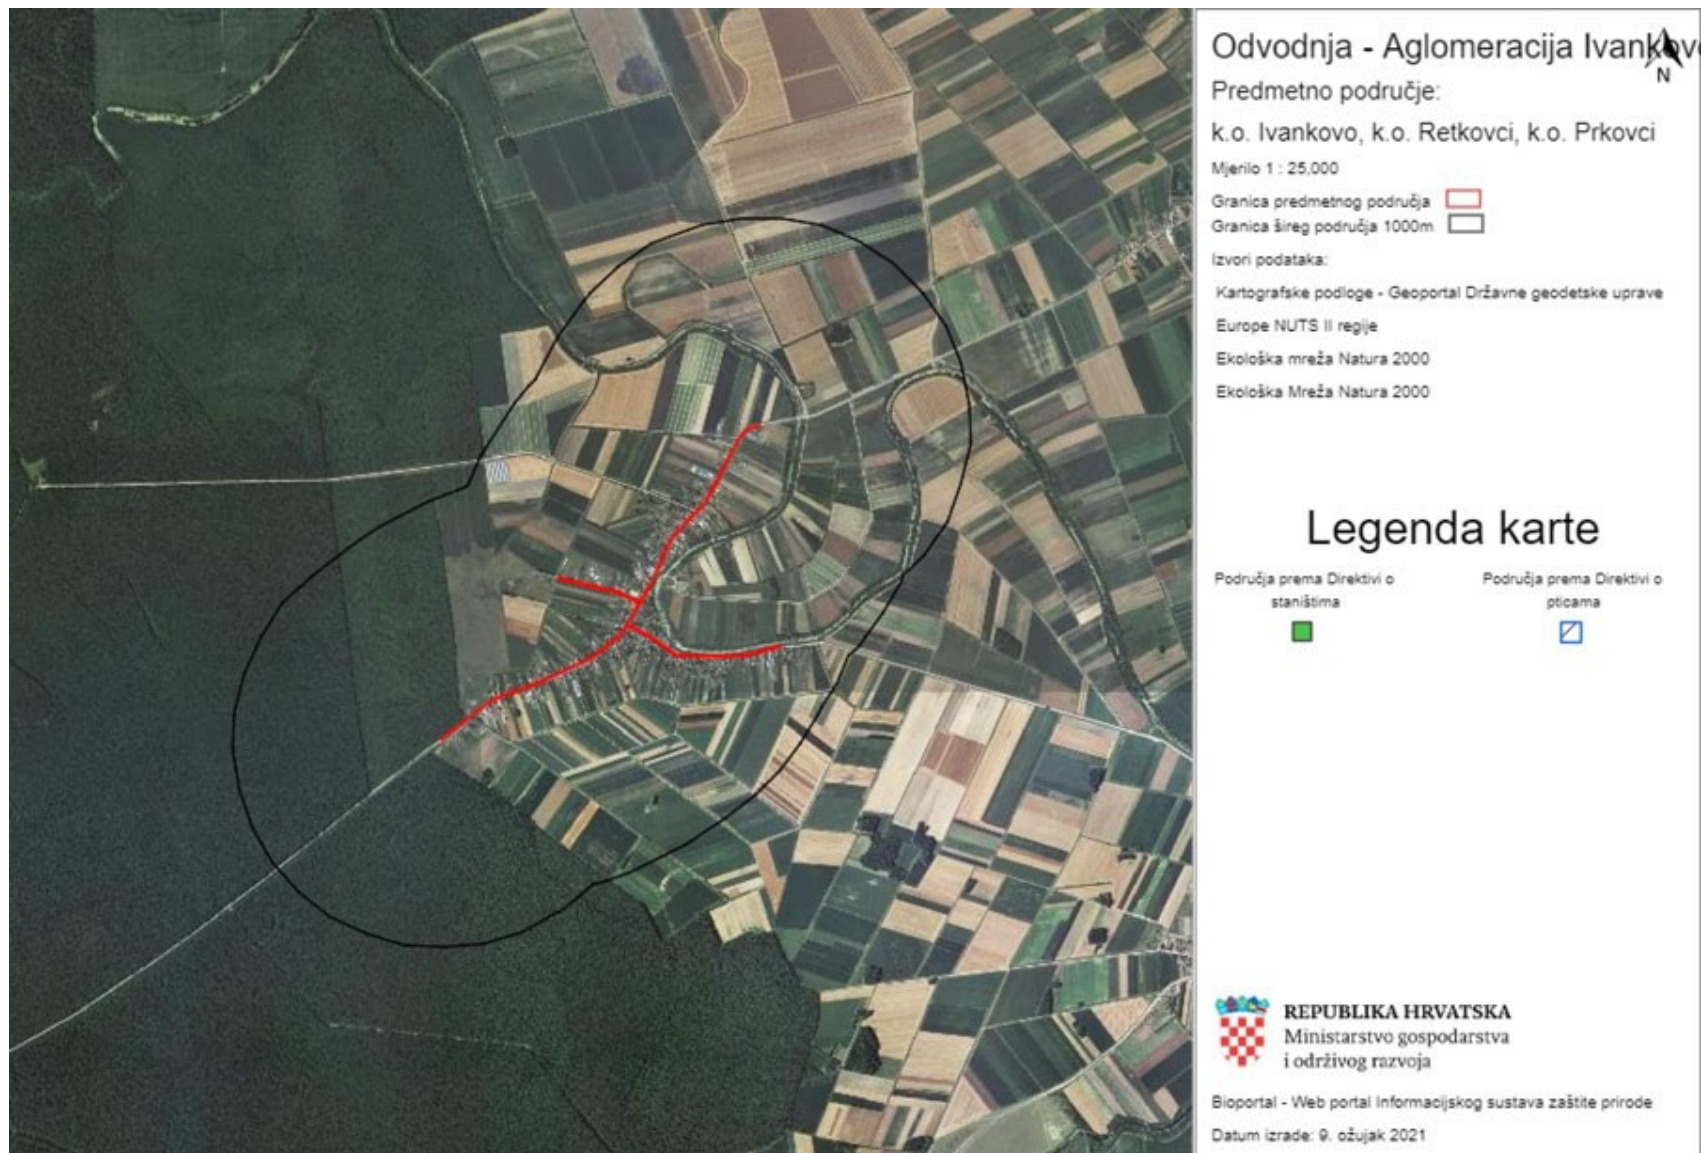 Odvodnja - Aglomeracija Ivankovo
N
Predmetno područje:
k.o. Ivankovo, k.o. Retkovci, k.o. Prkovci
Mjerilo 1 : 25,000
Granica predmetnog područja
Granica šireg područja 1000m
Izvori podataka:
Kartografske podloge - Geoportal Državne geodetske uprave
Europe NUTS II regije
Ekološka mreža Natura 2000
Ekološka Mreža Natura 2000
Legenda karte
Područja prema Direktivi o
staništima
Područja prema Direktivi o
pticama
REPUBLIKA HRVATSKA
Ministarstvo gospodarstva
i održivog razvoja
Bioportal - Web portal Informacijskog sustava zaštite prirode
Datum izrade: 9. ožujak 2021